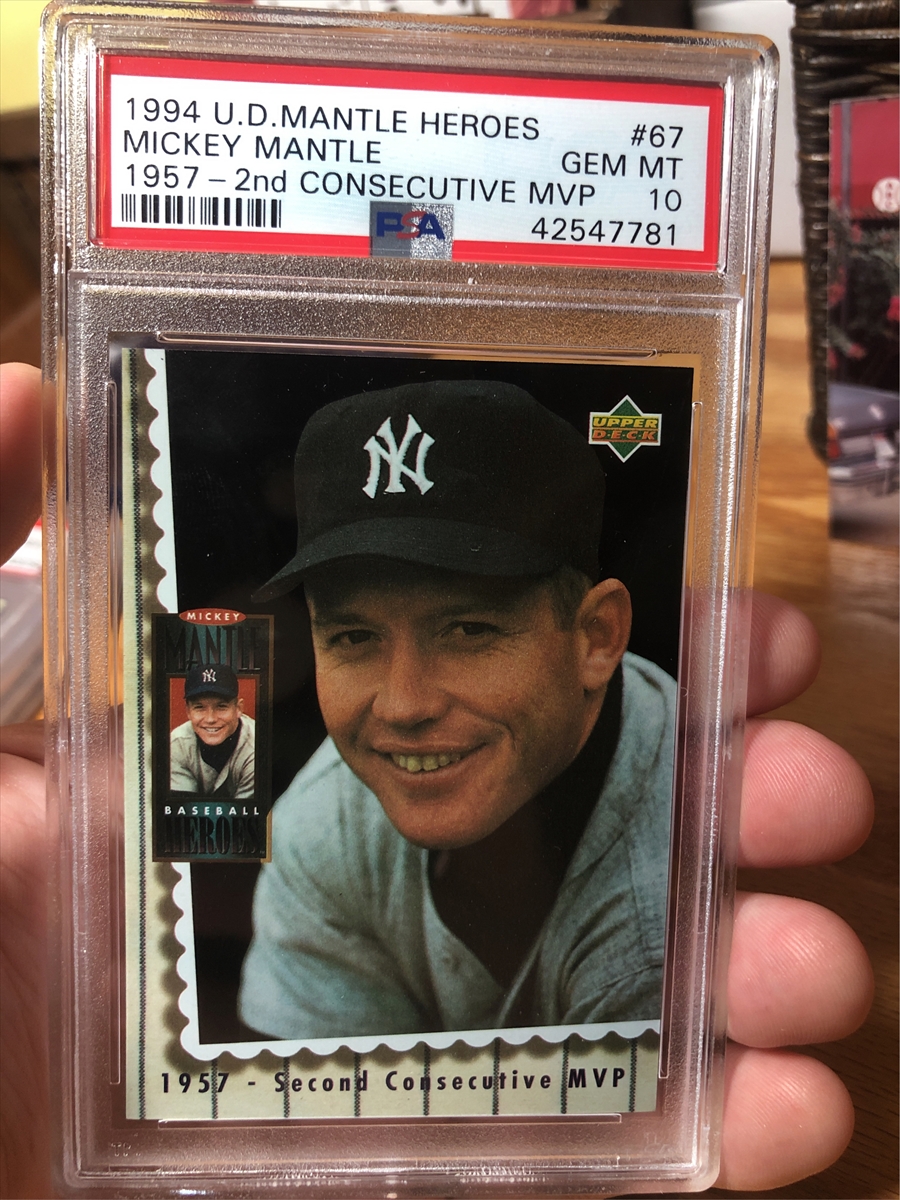 1994 U.D.MANTLE HEROES #67
MICKEY MANTLE GEM MT
1957 – 2nd CONSECUTIVE MVP 10
PSA 42547781
UPPER
DECK
MICKEY
MANTLE
NY
BASEBALL
HEROES
1957 - Second Consecutive MVP